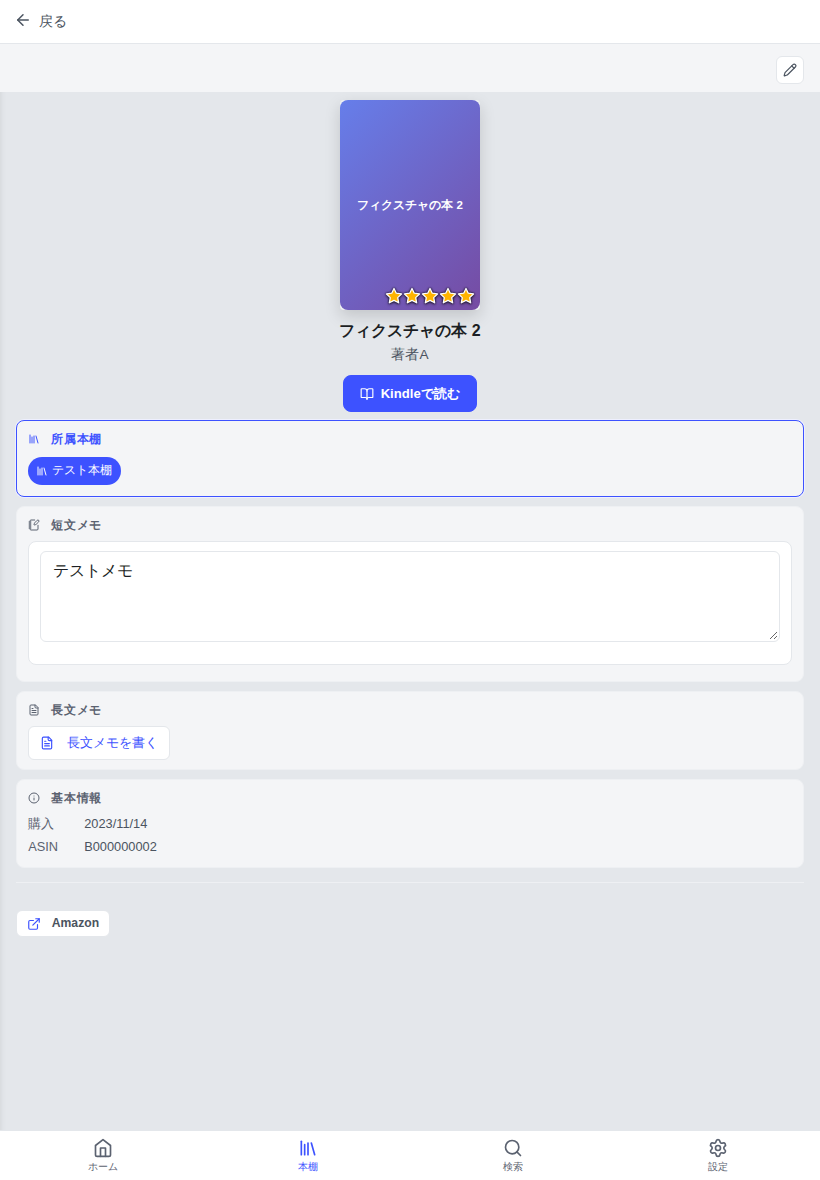 戻る
フィクスチャの本 2
フィクスチャの本 2
著者A
Kindleで読む
所属本棚
テスト本棚
短文メモ
テストメモ
長文メモ
長文メモを書く
基本情報
購入 2023/11/14
ASIN B000000002
Amazon
ホーム 本棚 検索 設定